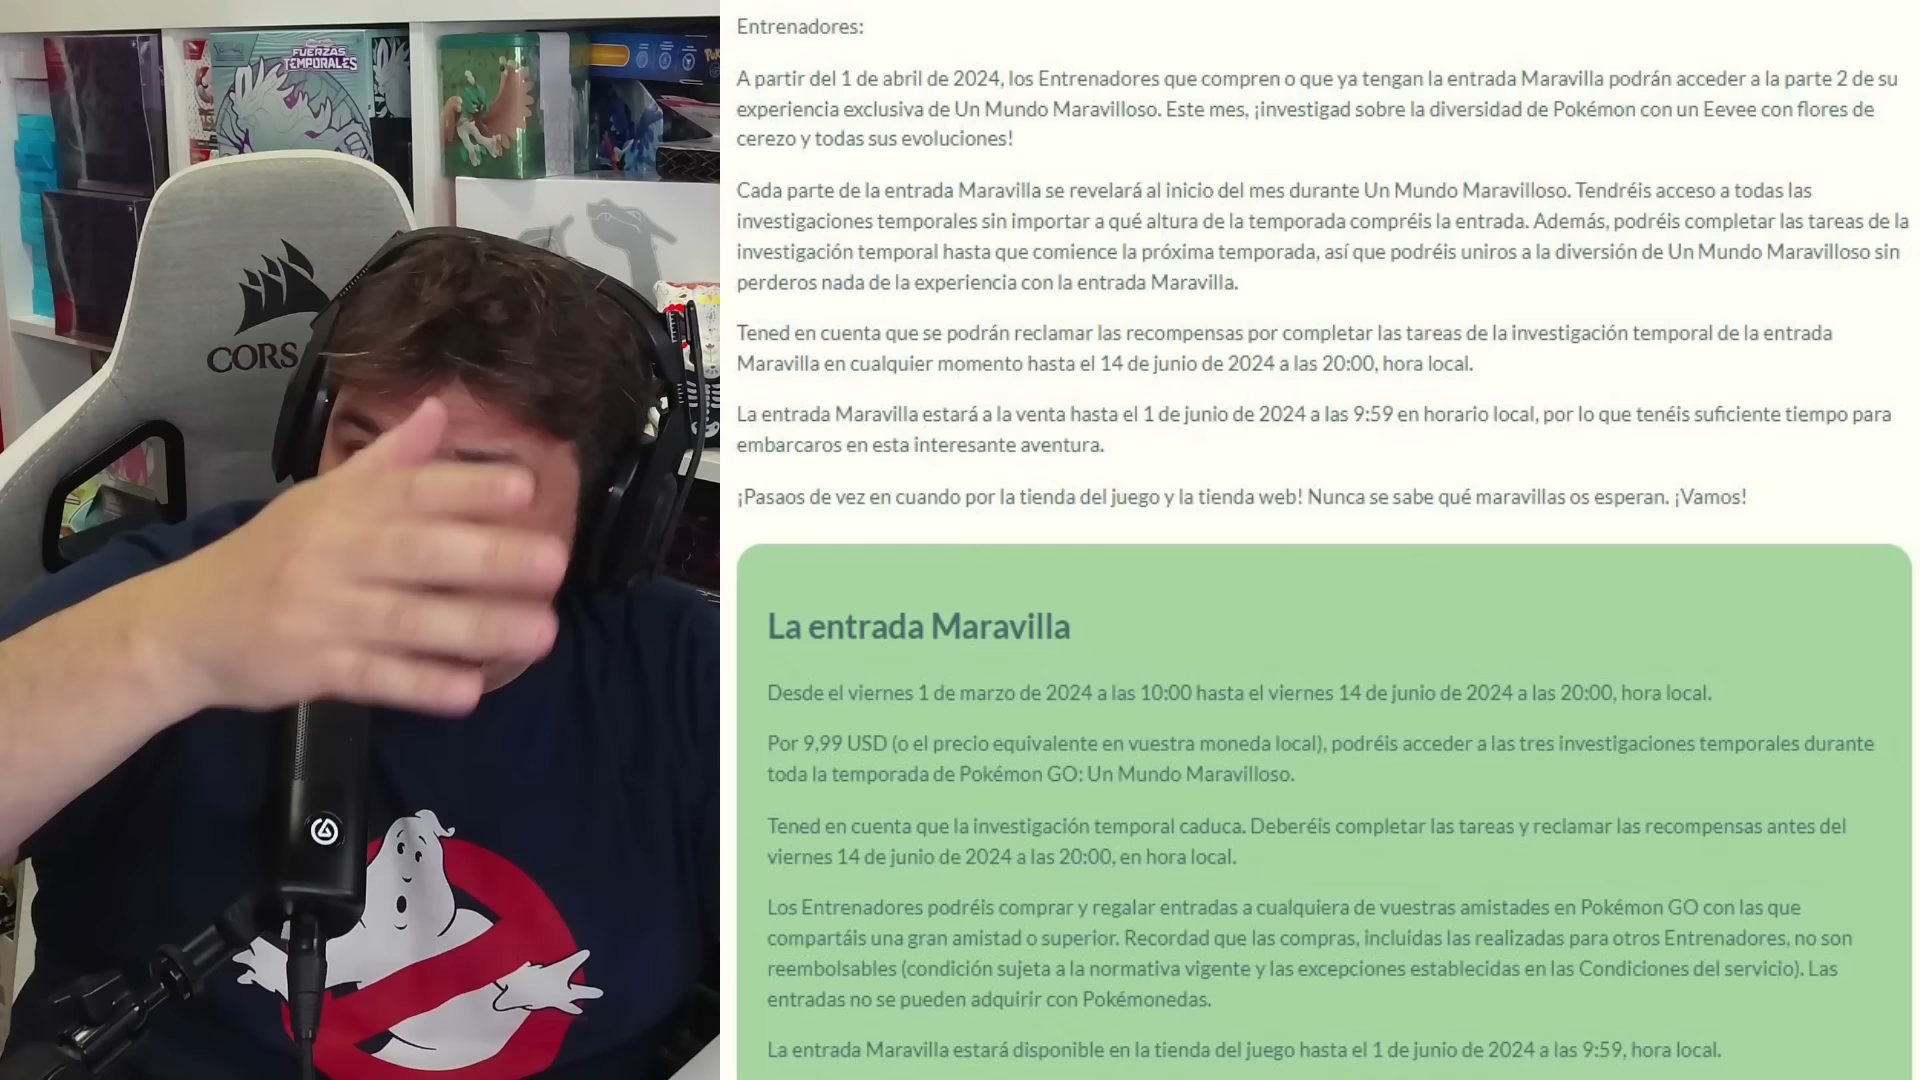 FUERZAS
TEMPORALES
CORS
Entrenadores:
A partir del 1 de abril de 2024, los Entrenadores que compren o que ya tengan la entrada Maravilla podrán acceder a la parte 2 de su
experiencia exclusiva de Un Mundo Maravilloso. Este mes, ¡investigad sobre la diversidad de Pokémon con un Eevee con flores de
cerezo y todas sus evoluciones!
Cada parte de la entrada Maravilla se revelará al inicio del mes durante Un Mundo Maravilloso. Tendréis acceso a todas las
investigaciones temporales sin importar a qué altura de la temporada compréis la entrada. Además, podréis completar las tareas de la
investigación temporal hasta que comience la próxima temporada, así que podréis uniros a la diversión de Un Mundo Maravilloso sin
perderos nada de la experiencia con la entrada Maravilla.
Tened en cuenta que se podrán reclamar las recompensas por completar las tareas de la investigación temporal de la entrada
Maravilla en cualquier momento hasta el 14 de junio de 2024 a las 20:00, hora local.
La entrada Maravilla estará a la venta hasta el 1 de junio de 2024 a las 9:59 en horario local, por lo que tenéis suficiente tiempo para
embarcaros en esta interesante aventura.
¡Pasaos de vez en cuando por la tienda del juego y la tienda web! Nunca se sabe qué maravillas os esperan. ¡Vamos!
La entrada Maravilla
Desde el viernes 1 de marzo de 2024 a las 10:00 hasta el viernes 14 de junio de 2024 a las 20:00, hora local.
Por 9,99 USD (o el precio equivalente en vuestra moneda local), podréis acceder a las tres investigaciones temporales durante
toda la temporada de Pokémon GO: Un Mundo Maravilloso.
Tened en cuenta que la investigación temporal caduca. Deberéis completar las tareas y reclamar las recompensas antes del
viernes 14 de junio de 2024 a las 20:00, en hora local.
Los Entrenadores podréis comprar y regalar entradas a cualquiera de vuestras amistades en Pokémon GO con las que
compartáis una gran amistad o superior. Recordad que las compras, incluidas las realizadas para otros Entrenadores, no son
reembolsables (condición sujeta a la normativa vigente y las excepciones establecidas en las Condiciones del servicio). Las
entradas no se pueden adquirir con Pokémonedas.
La entrada Maravilla estará disponible en la tienda del juego hasta el 1 de junio de 2024 a las 9:59, hora local.